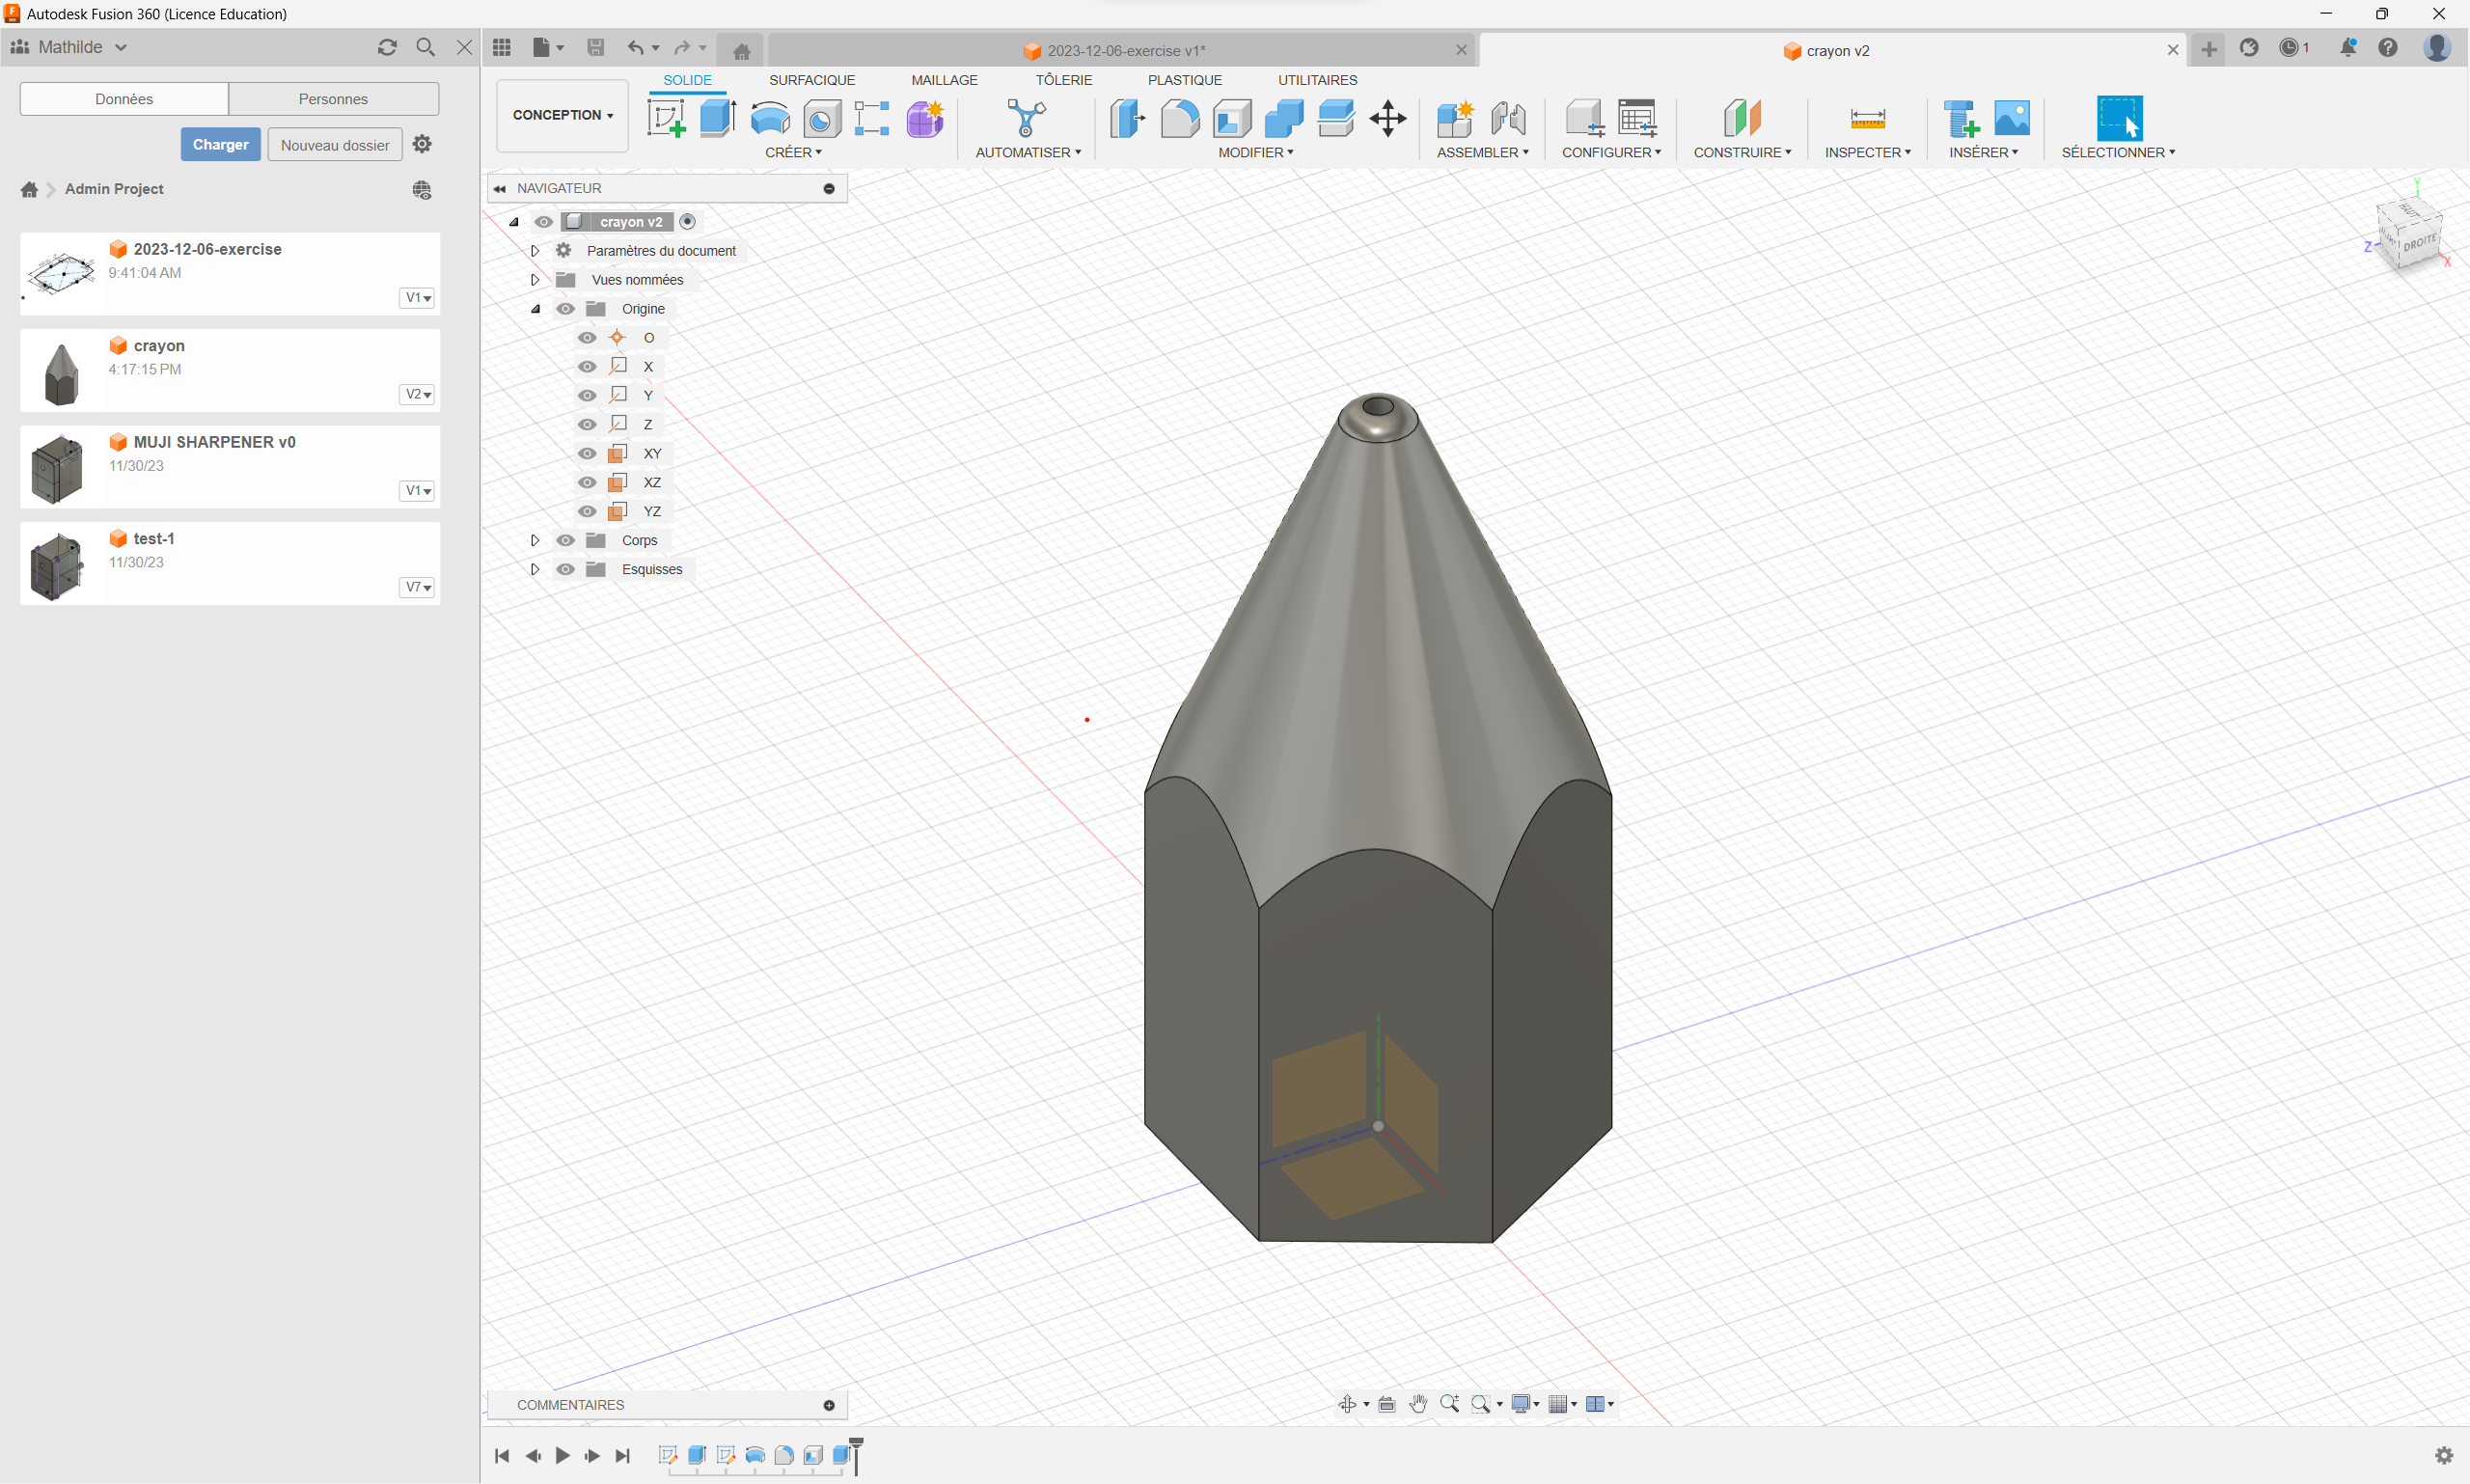 Autodesk Fusion 360 (Licence Education)
Mathilde
2023-12-06-exercise v1*
crayon v2
1
Données
Personnes
Charger
Nouveau dossier
Admin Project
2023-12-06-exercise
9:41:04 AM
V1
crayon
4:17:15 PM
V2
MUJI SHARPENER v0
11/30/23
V1
test-1
11/30/23
V7
CONCEPTION
SOLIDE
SURFACIQUE
MAILLAGE
TÔLERIE
PLASTIQUE
UTILITAIRES
CRÉER
AUTOMATISER
MODIFIER
ASSEMBLER
CONFIGURER
CONSTRUIRE
INSPECTER
INSÉRER
SÉLECTIONNER
NAVIGATEUR
crayon v2
Paramètres du document
Vues nommées
Origine
O
X
Y
Z
XY
XZ
YZ
Corps
Esquisses
Y
HAUT
DROITE
Z
X
COMMENTAIRES